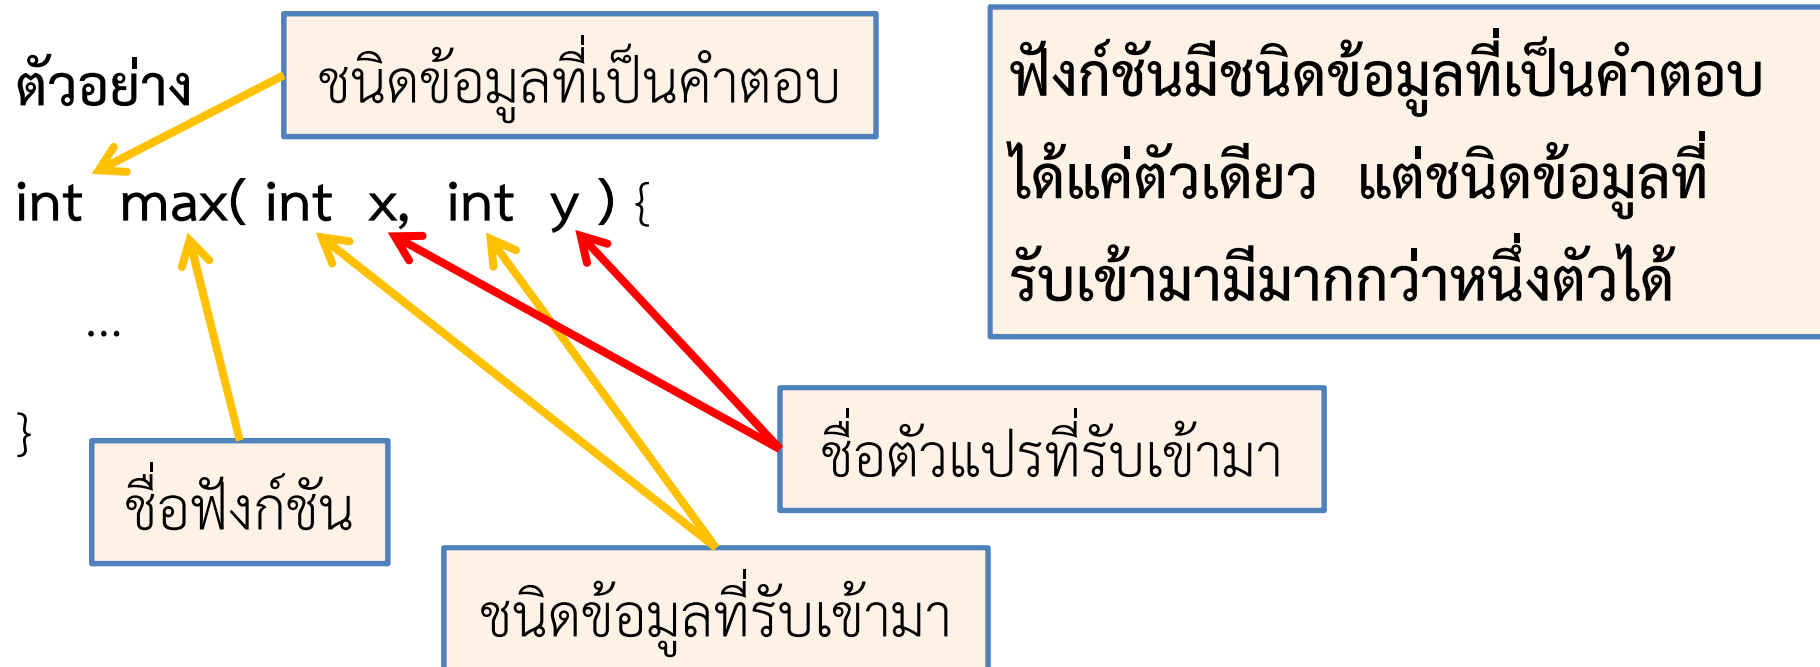 ตัวอย่าง
ชนิดข้อมูลที่เป็นคำตอบ
int max( int x, int y ) {
...
}
ชื่อฟังก์ชัน
ชนิดข้อมูลที่รับเข้ามา
ชื่อตัวแปรที่รับเข้ามา
ฟังก์ชันมีชนิดข้อมูลที่เป็นคำตอบ
ได้แค่ตัวเดียว แต่ชนิดข้อมูลที่
รับเข้ามามีมากกว่าหนึ่งตัวได้